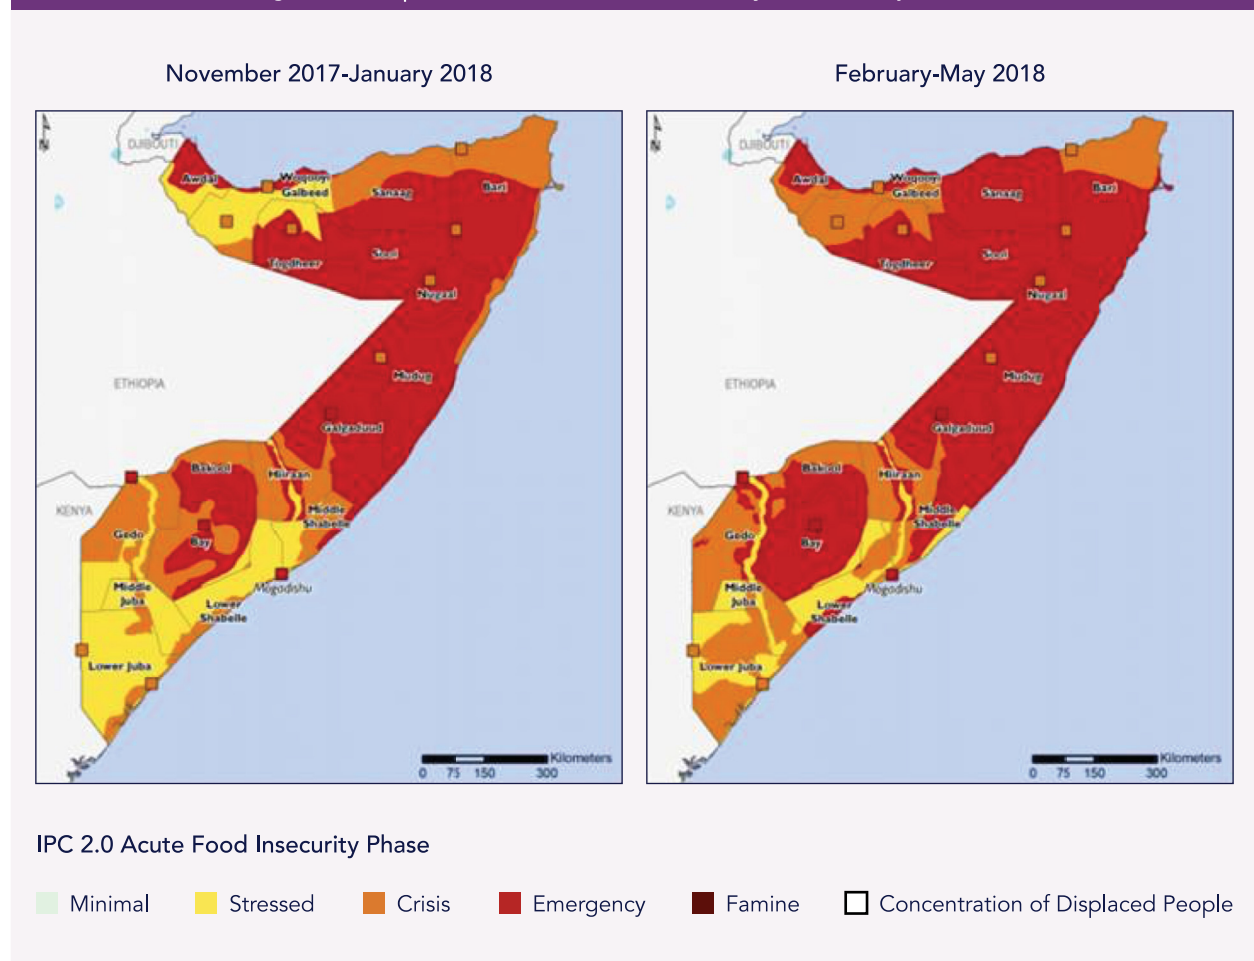 November 2017-January 2018
February-May 2018
N
DJIBOUTI
Awdal
Woqooyi
Galbeed
Sanaag
Bari
Togdheer
Sool
Nugaal
ETHIOPIA
Mudug
Galgaduud
Bakool
Hiiraan
KENYA
Gedo
Bay
Middle
Shabelle
Middle
Juba
Mogadishu
Lower
Shabelle
Lower Juba
Kilometers
0 75 150 300
N
DJIBOUTI
Awdal
Woqooyi
Galbeed
Sanaag
Bari
Togdheer
Sool
Nugaal
ETHIOPIA
Mudug
Galgaduud
Bakool
Hiiraan
KENYA
Gedo
Bay
Middle
Shabelle
Middle
Juba
Mogadishu
Lower
Shabelle
Lower Juba
Kilometers
0 75 150 300
IPC 2.0 Acute Food Insecurity Phase
Minimal Stressed Crisis Emergency Famine Concentration of Displaced People